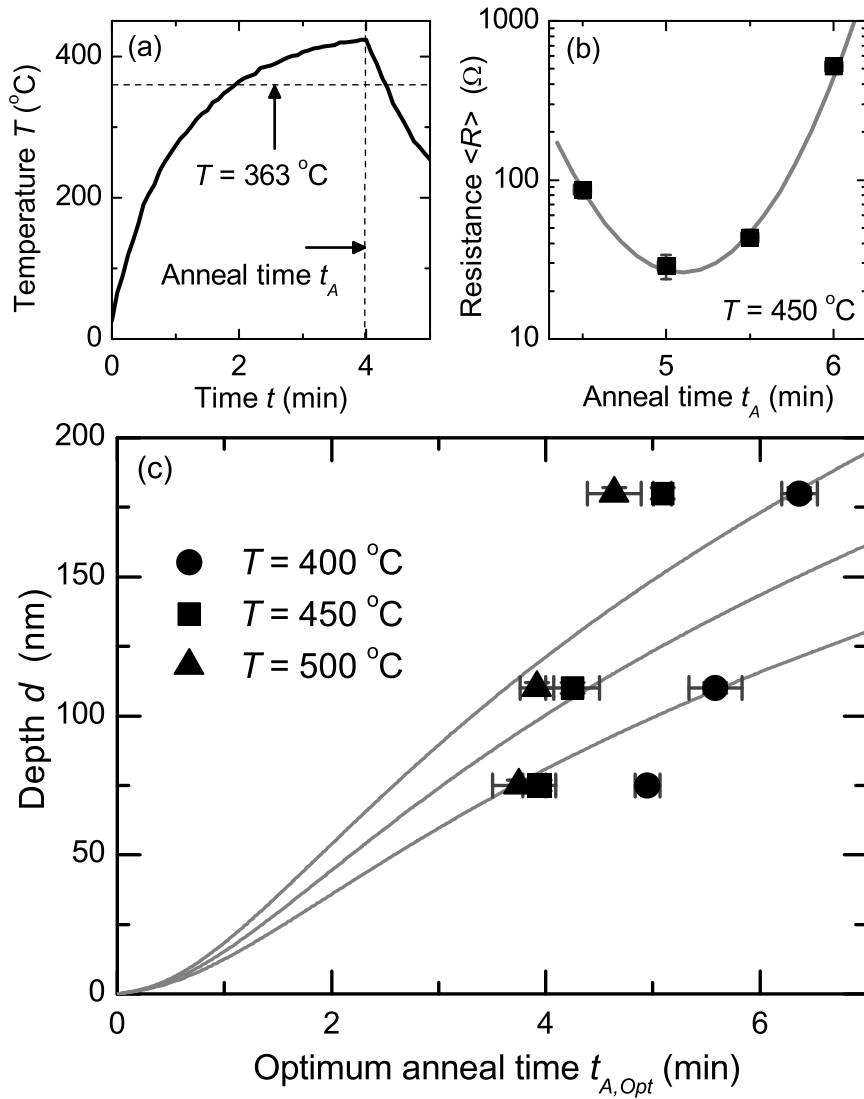 (a)
Temperature T (°C)
400
200
0
T = 363 °C
Anneal time t_A
0 2 4
Time t (min)
(b)
Resistance <R> (Ω)
1000
100
10
T = 450 °C
5 6
Anneal time t_A (min)
(c)
Depth d (nm)
200
150
100
50
0
T = 400 °C
T = 450 °C
T = 500 °C
0 2 4 6
Optimum anneal time t_A,Opt (min)